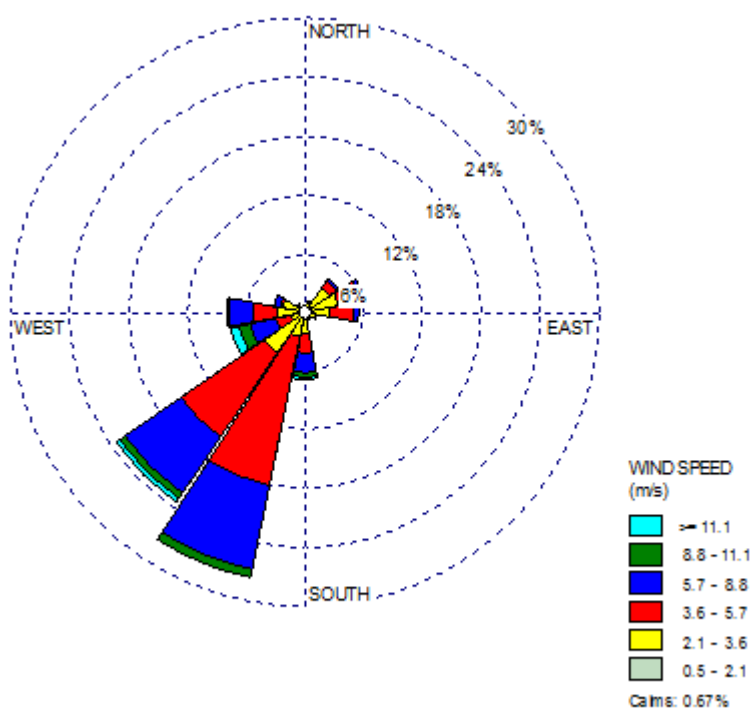 NORTH
30%
24%
18%
12%
6%
WEST
EAST
SOUTH
WIND SPEED
(m/s)
>= 11.1
8.8 - 11.1
5.7 - 8.8
3.6 - 5.7
2.1 - 3.6
0.5 - 2.1
Calms: 0.67%